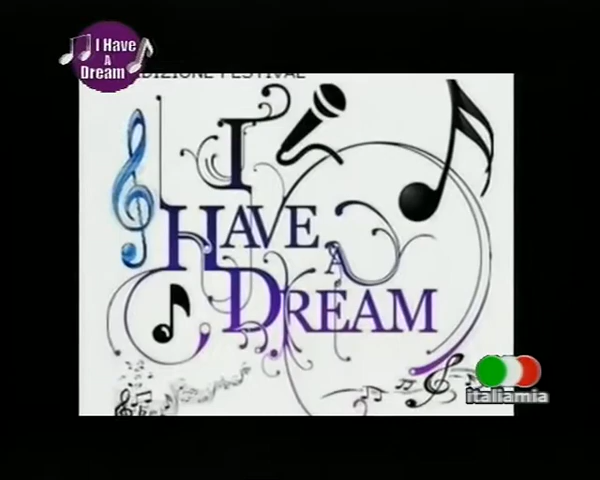 I Have
A
Dream
DIZIONE FESTIVAL
I
HAVE
A
DREAM
italiamia